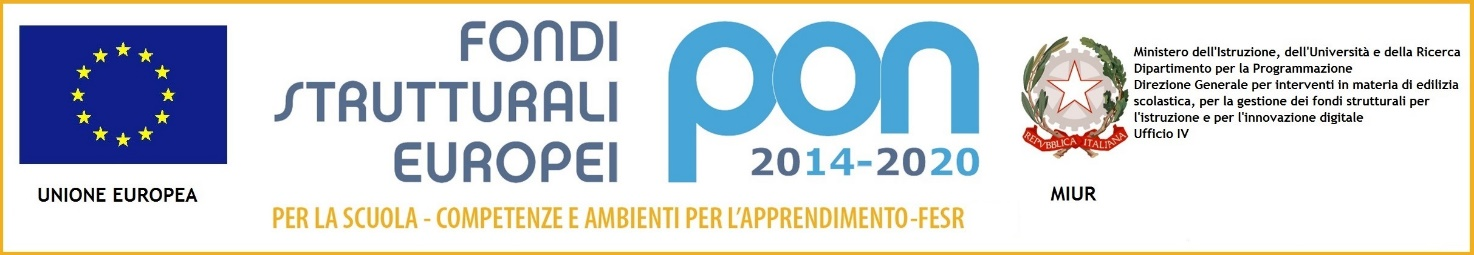 UNIONE EUROPEA
FONDI
STRUTTURALI
EUROPEI
pon
2014-2020
PER LA SCUOLA - COMPETENZE E AMBIENTI PER L'APPRENDIMENTO-FESR
REPVBBLICA ITALIANA
MIUR
Ministero dell'Istruzione, dell'Università e della Ricerca
Dipartimento per la Programmazione
Direzione Generale per interventi in materia di edilizia
scolastica, per la gestione dei fondi strutturali per
l'istruzione e per l'innovazione digitale
Ufficio IV